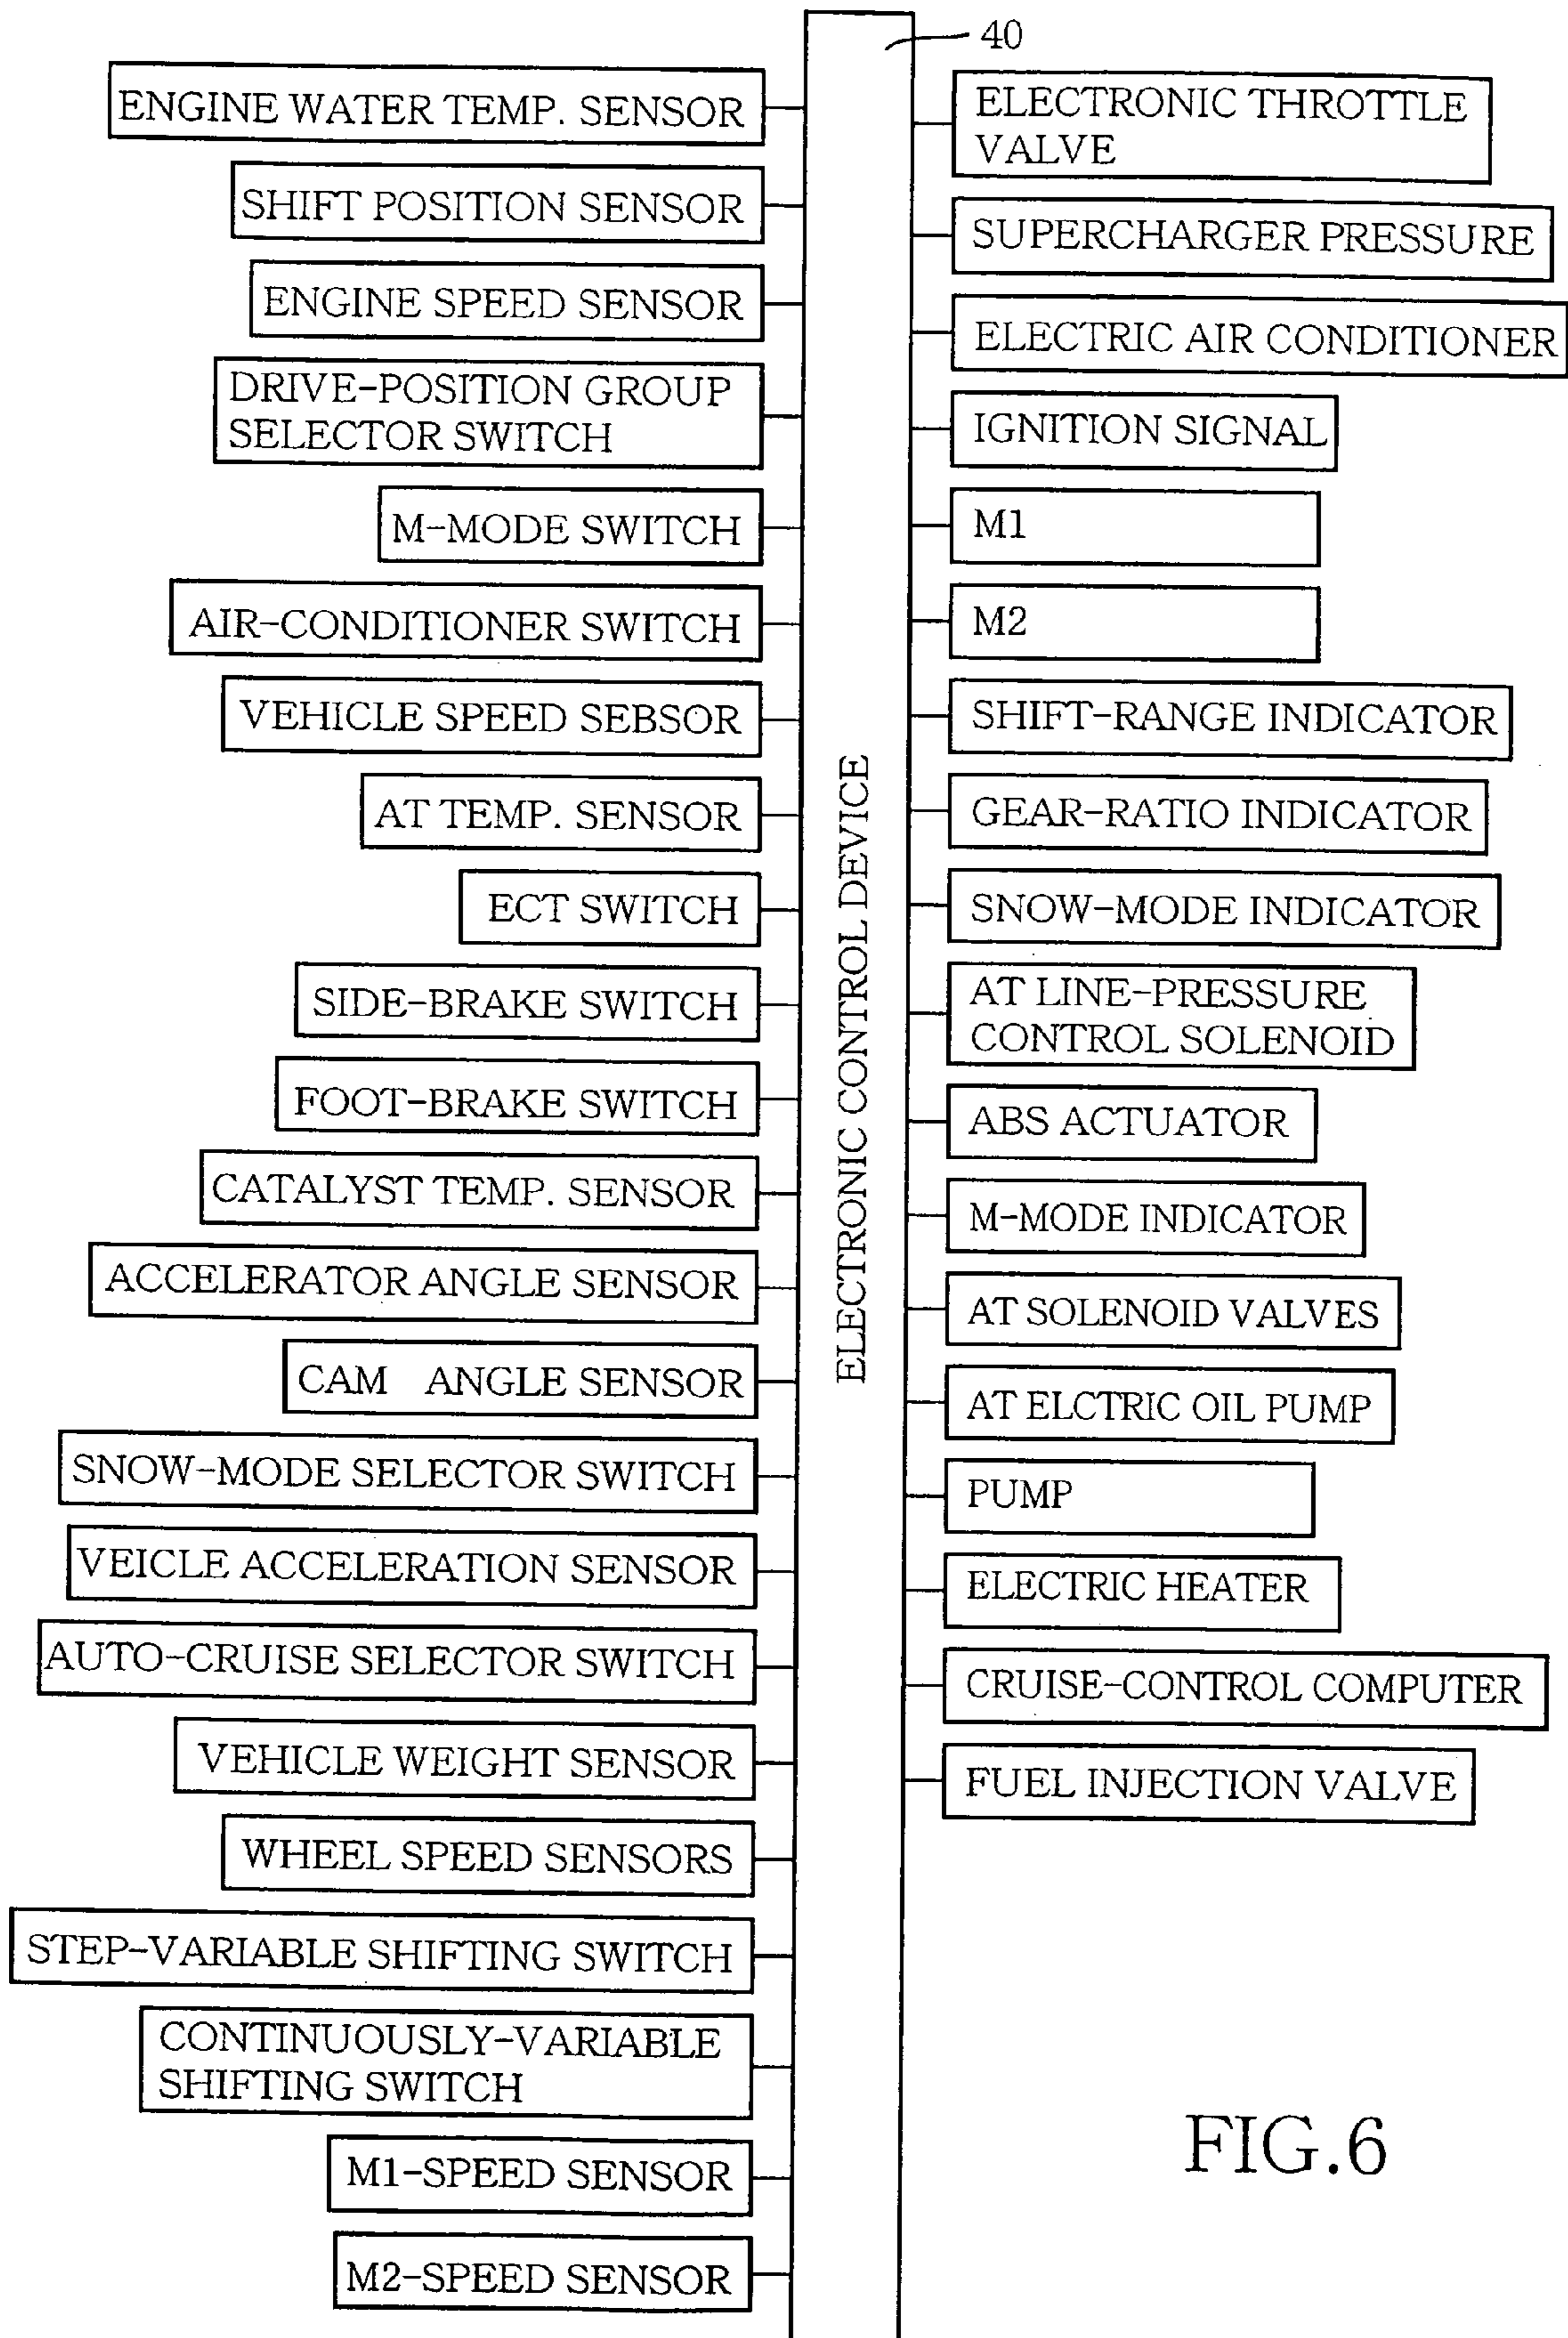 40
ENGINE WATER TEMP. SENSOR
SHIFT POSITION SENSOR
ENGINE SPEED SENSOR
DRIVE-POSITION GROUP
SELECTOR SWITCH
M-MODE SWITCH
AIR-CONDITIONER SWITCH
VEHICLE SPEED SEBSOR
AT TEMP. SENSOR
ECT SWITCH
SIDE-BRAKE SWITCH
FOOT-BRAKE SWITCH
CATALYST TEMP. SENSOR
ACCELERATOR ANGLE SENSOR
CAM ANGLE SENSOR
SNOW-MODE SELECTOR SWITCH
VEICLE ACCELERATION SENSOR
AUTO-CRUISE SELECTOR SWITCH
VEHICLE WEIGHT SENSOR
WHEEL SPEED SENSORS
STEP-VARIABLE SHIFTING SWITCH
CONTINUOUSLY-VARIABLE
SHIFTING SWITCH
M1-SPEED SENSOR
M2-SPEED SENSOR
ELECTRONIC CONTROL DEVICE
ELECTRONIC THROTTLE
VALVE
SUPERCHARGER PRESSURE
ELECTRIC AIR CONDITIONER
IGNITION SIGNAL
M1
M2
SHIFT-RANGE INDICATOR
GEAR-RATIO INDICATOR
SNOW-MODE INDICATOR
AT LINE-PRESSURE
CONTROL SOLENOID
ABS ACTUATOR
M-MODE INDICATOR
AT SOLENOID VALVES
AT ELCTRIC OIL PUMP
PUMP
ELECTRIC HEATER
CRUISE-CONTROL COMPUTER
FUEL INJECTION VALVE
FIG.6